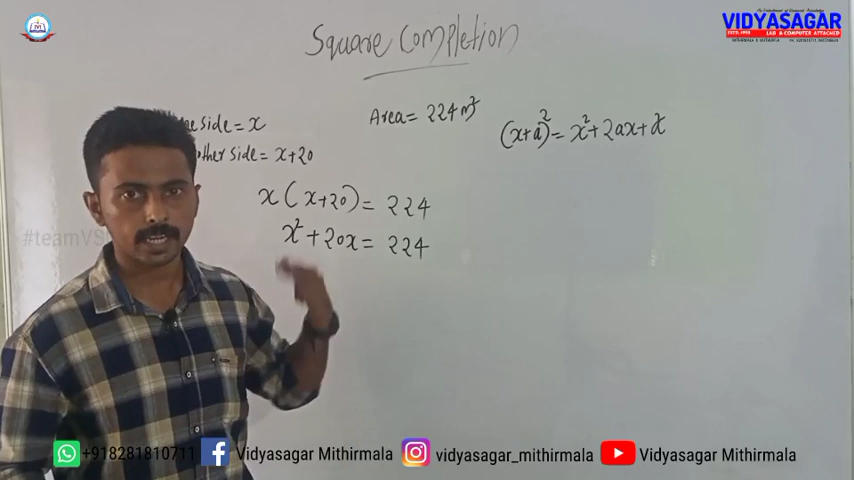 Square Completion
VIDYASAGAR
LAB & COMPUTER ATTACHED
side = x
other side = x+20
Area = 224 m²
(x+a)² = x²+2ax+a²
x(x+20) = 224
x²+20x = 224
#teamVS
+918281810711
Vidyasagar Mithirmala
vidyasagar_mithirmala
Vidyasagar Mithirmala